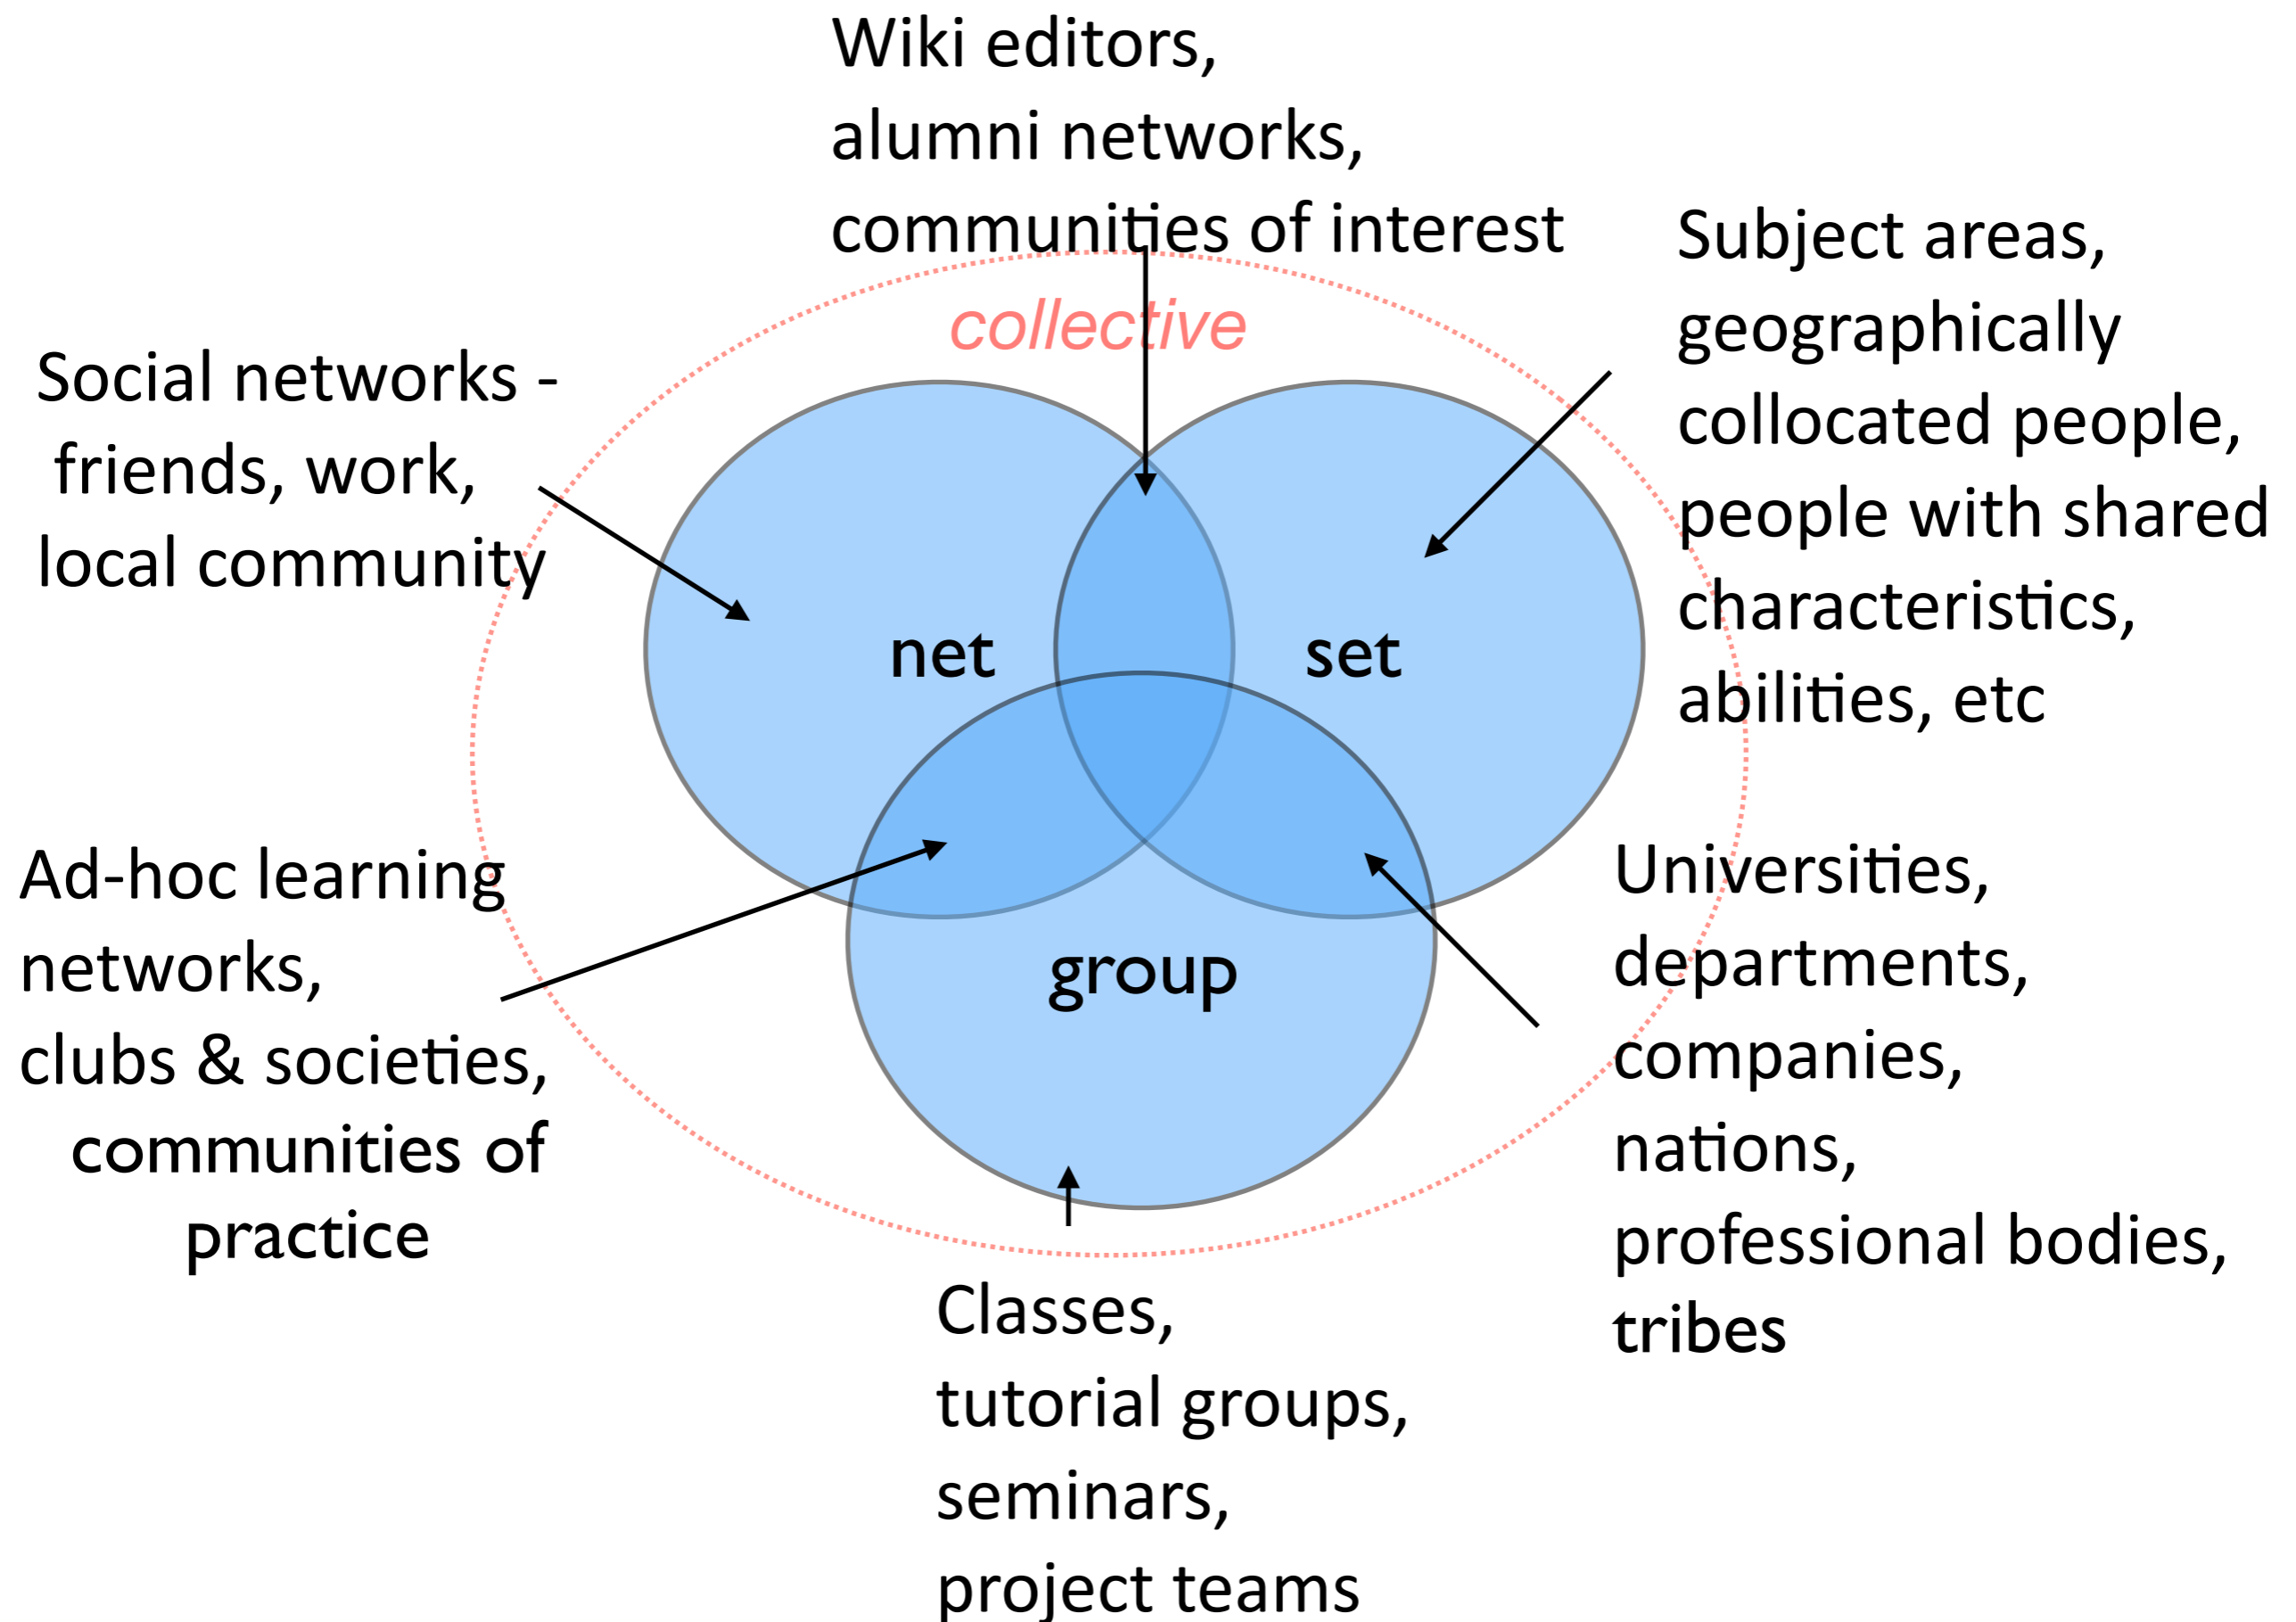 Wiki editors,
alumni networks,
communities of interest
Subject areas,
geographically
collocated people,
people with shared
characteristics,
abilities, etc
collective
Social networks -
friends, work,
local community
net
set
Ad-hoc learning
networks,
clubs & societies,
communities of
practice
group
Universities,
departments,
companies,
nations,
professional bodies,
tribes
Classes,
tutorial groups,
seminars,
project teams